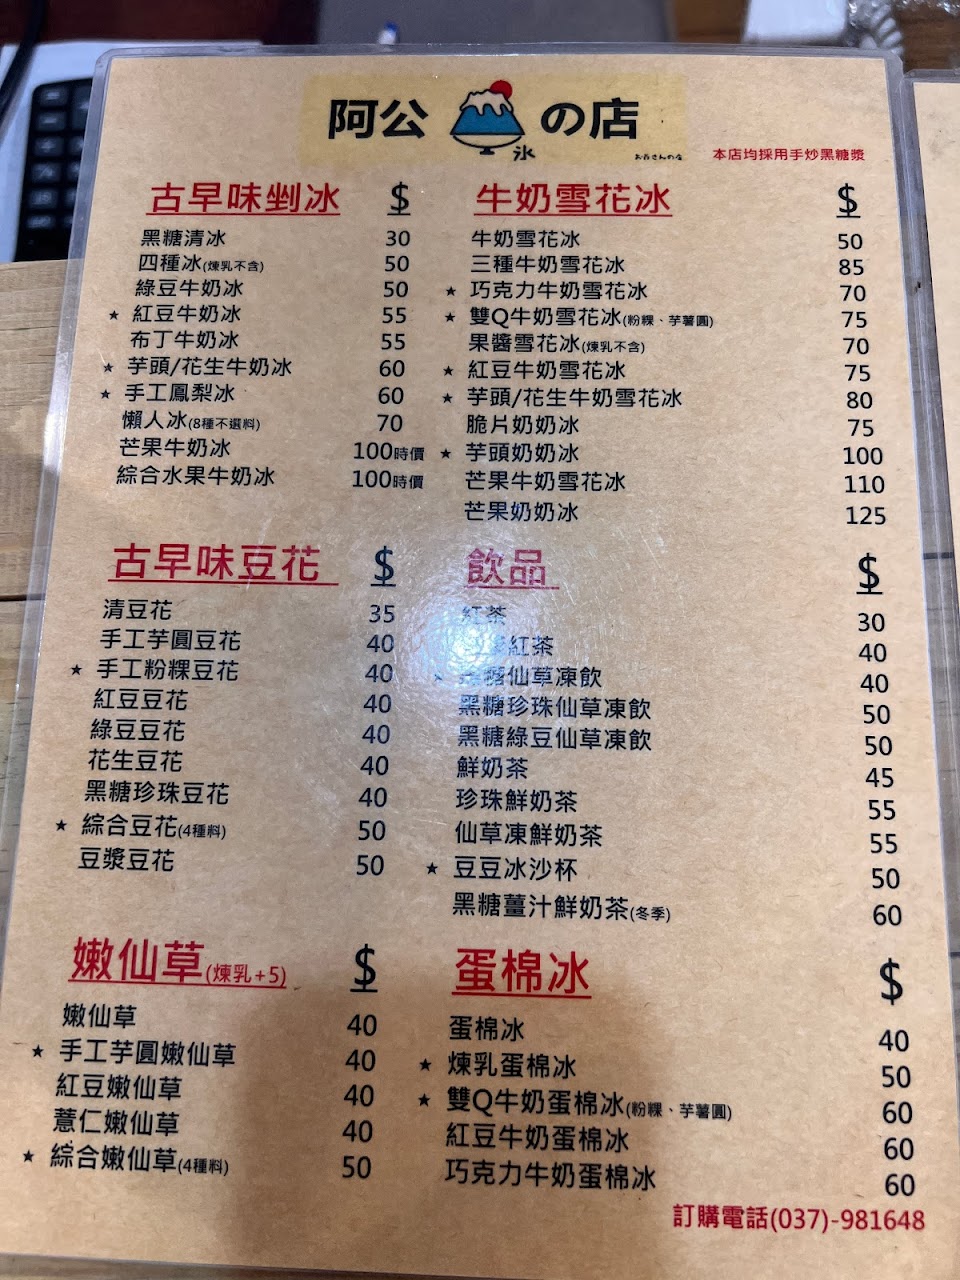 阿公 の店
氷
お爺さんの店
本店均採用手炒黑糖漿
古早味剉冰 $
黑糖清冰 30
四種冰(煉乳不含) 50
綠豆牛奶冰 50
★ 紅豆牛奶冰 55
布丁牛奶冰 55
★ 芋頭/花生牛奶冰 60
★ 手工鳳梨冰 60
懶人冰(8種不選料) 70
芒果牛奶冰 100時價
綜合水果牛奶冰 100時價
牛奶雪花冰 $
牛奶雪花冰 50
三種牛奶雪花冰 85
★ 巧克力牛奶雪花冰 70
★ 雙Q牛奶雪花冰(粉粿、芋薯圓) 75
果醬雪花冰(煉乳不含) 70
★ 紅豆牛奶雪花冰 75
★ 芋頭/花生牛奶雪花冰 80
脆片奶奶冰 75
★ 芋頭奶奶冰 100
芒果牛奶雪花冰 110
芒果奶奶冰 125
古早味豆花 $
清豆花 35
手工芋圓豆花 40
★ 手工粉粿豆花 40
紅豆豆花 40
綠豆豆花 40
花生豆花 40
黑糖珍珠豆花 40
★ 綜合豆花(4種料) 50
豆漿豆花 50
飲品 $
紅茶 30
紅茶 40
糖仙草凍飲 40
黑糖珍珠仙草凍飲 50
黑糖綠豆仙草凍飲 50
鮮奶茶 45
珍珠鮮奶茶 55
仙草凍鮮奶茶 55
★ 豆豆冰沙杯 50
黑糖薑汁鮮奶茶(冬季) 60
嫩仙草(煉乳+5) $
嫩仙草 40
★ 手工芋圓嫩仙草 40
紅豆嫩仙草 40
薏仁嫩仙草 40
★ 綜合嫩仙草(4種料) 50
蛋棉冰 $
蛋棉冰 40
★ 煉乳蛋棉冰 50
★ 雙Q牛奶蛋棉冰(粉粿、芋薯圓) 60
紅豆牛奶蛋棉冰 60
巧克力牛奶蛋棉冰 60
訂購電話(037)-981648